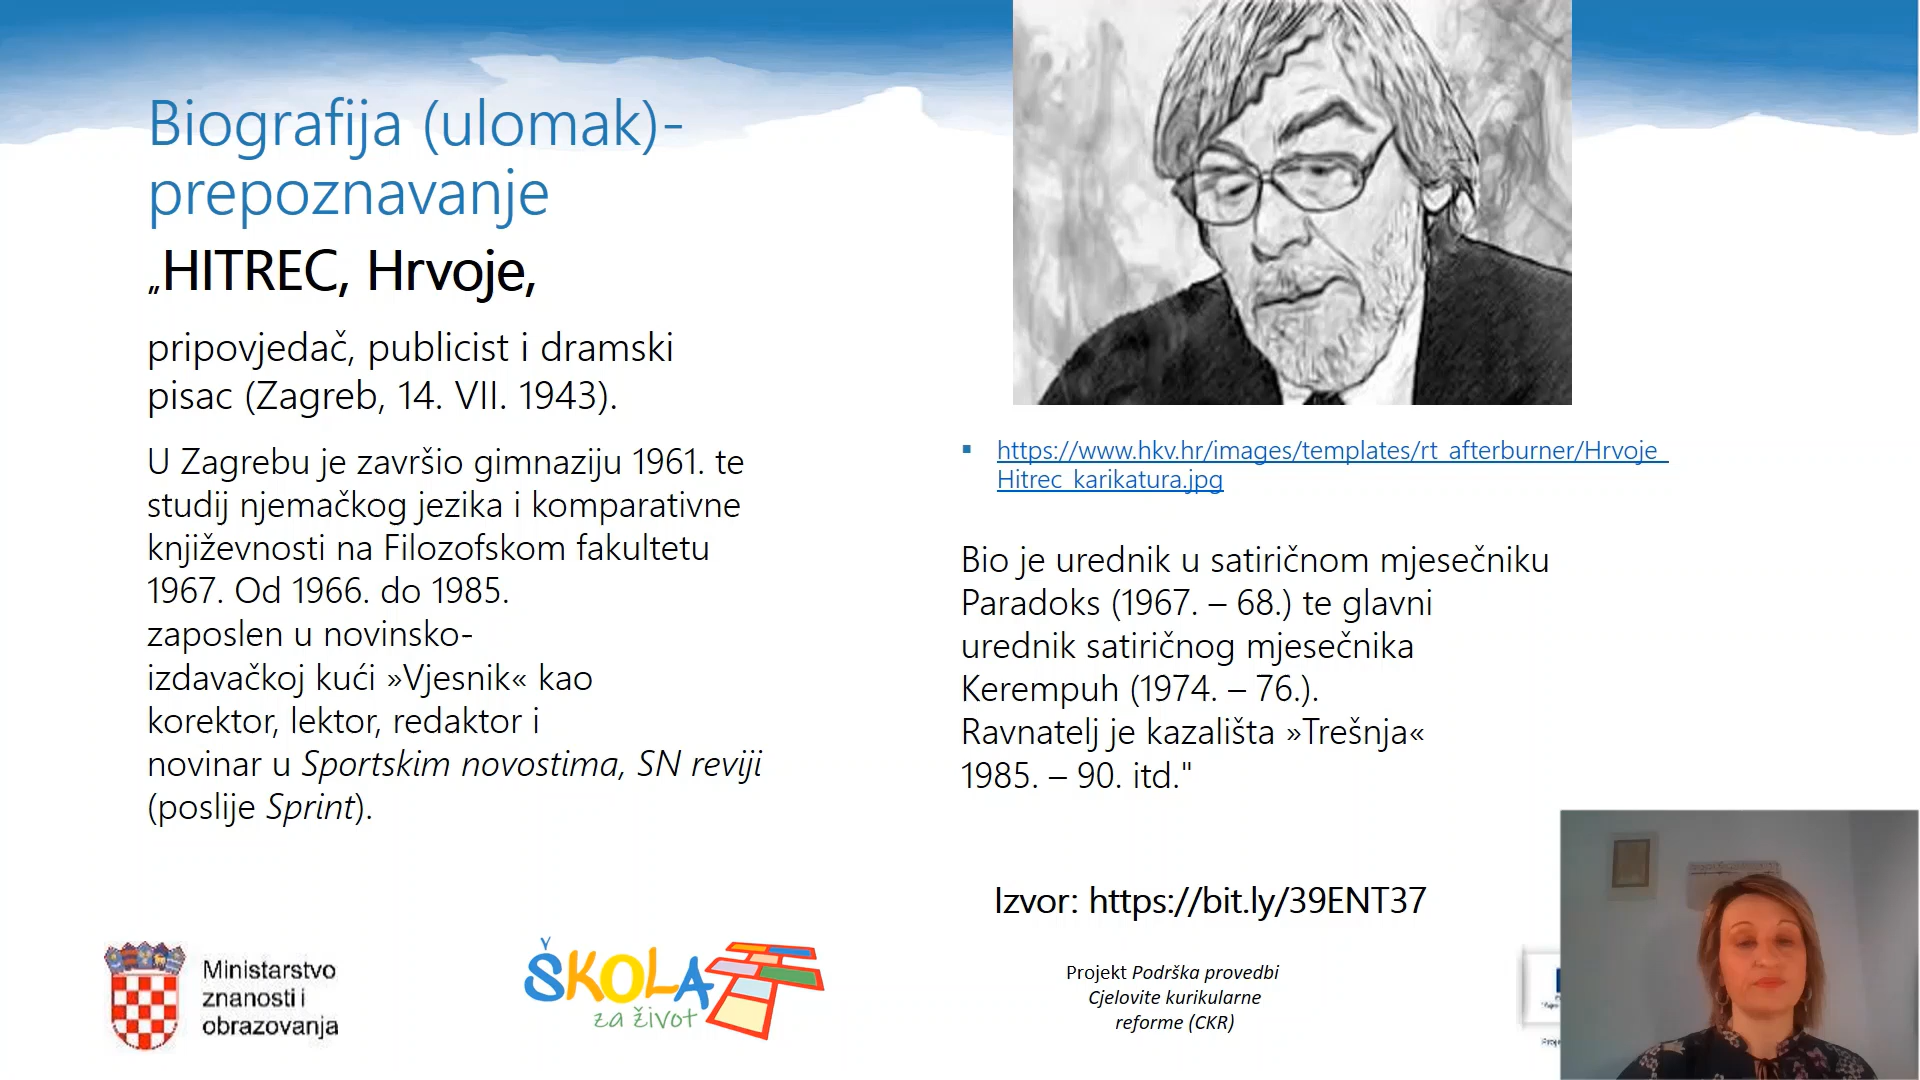 Biografija (ulomak)-
prepoznavanje
„HITREC, Hrvoje,
pripovjedač, publicist i dramski
pisac (Zagreb, 14. VII. 1943).
U Zagrebu je završio gimnaziju 1961. te
studij njemačkog jezika i komparativne
književnosti na Filozofskom fakultetu
1967. Od 1966. do 1985.
zaposlen u novinsko-
izdavačkoj kući »Vjesnik« kao
korektor, lektor, redaktor i
novinar u Sportskim novostima, SN reviji
(poslije Sprint).
https://www.hkv.hr/images/templates/rt_afterburner/Hrvoje_
Hitrec_karikatura.jpg
Bio je urednik u satiričnom mjesečniku
Paradoks (1967. – 68.) te glavni
urednik satiričnog mjesečnika
Kerempuh (1974. – 76.).
Ravnatelj je kazališta »Trešnja«
1985. – 90. itd."
Izvor: https://bit.ly/39ENT37
Ministarstvo
znanosti i
obrazovanja
ŠKOLA
za život
Projekt Podrška provedbi
Cjelovite kurikularne
reforme (CKR)